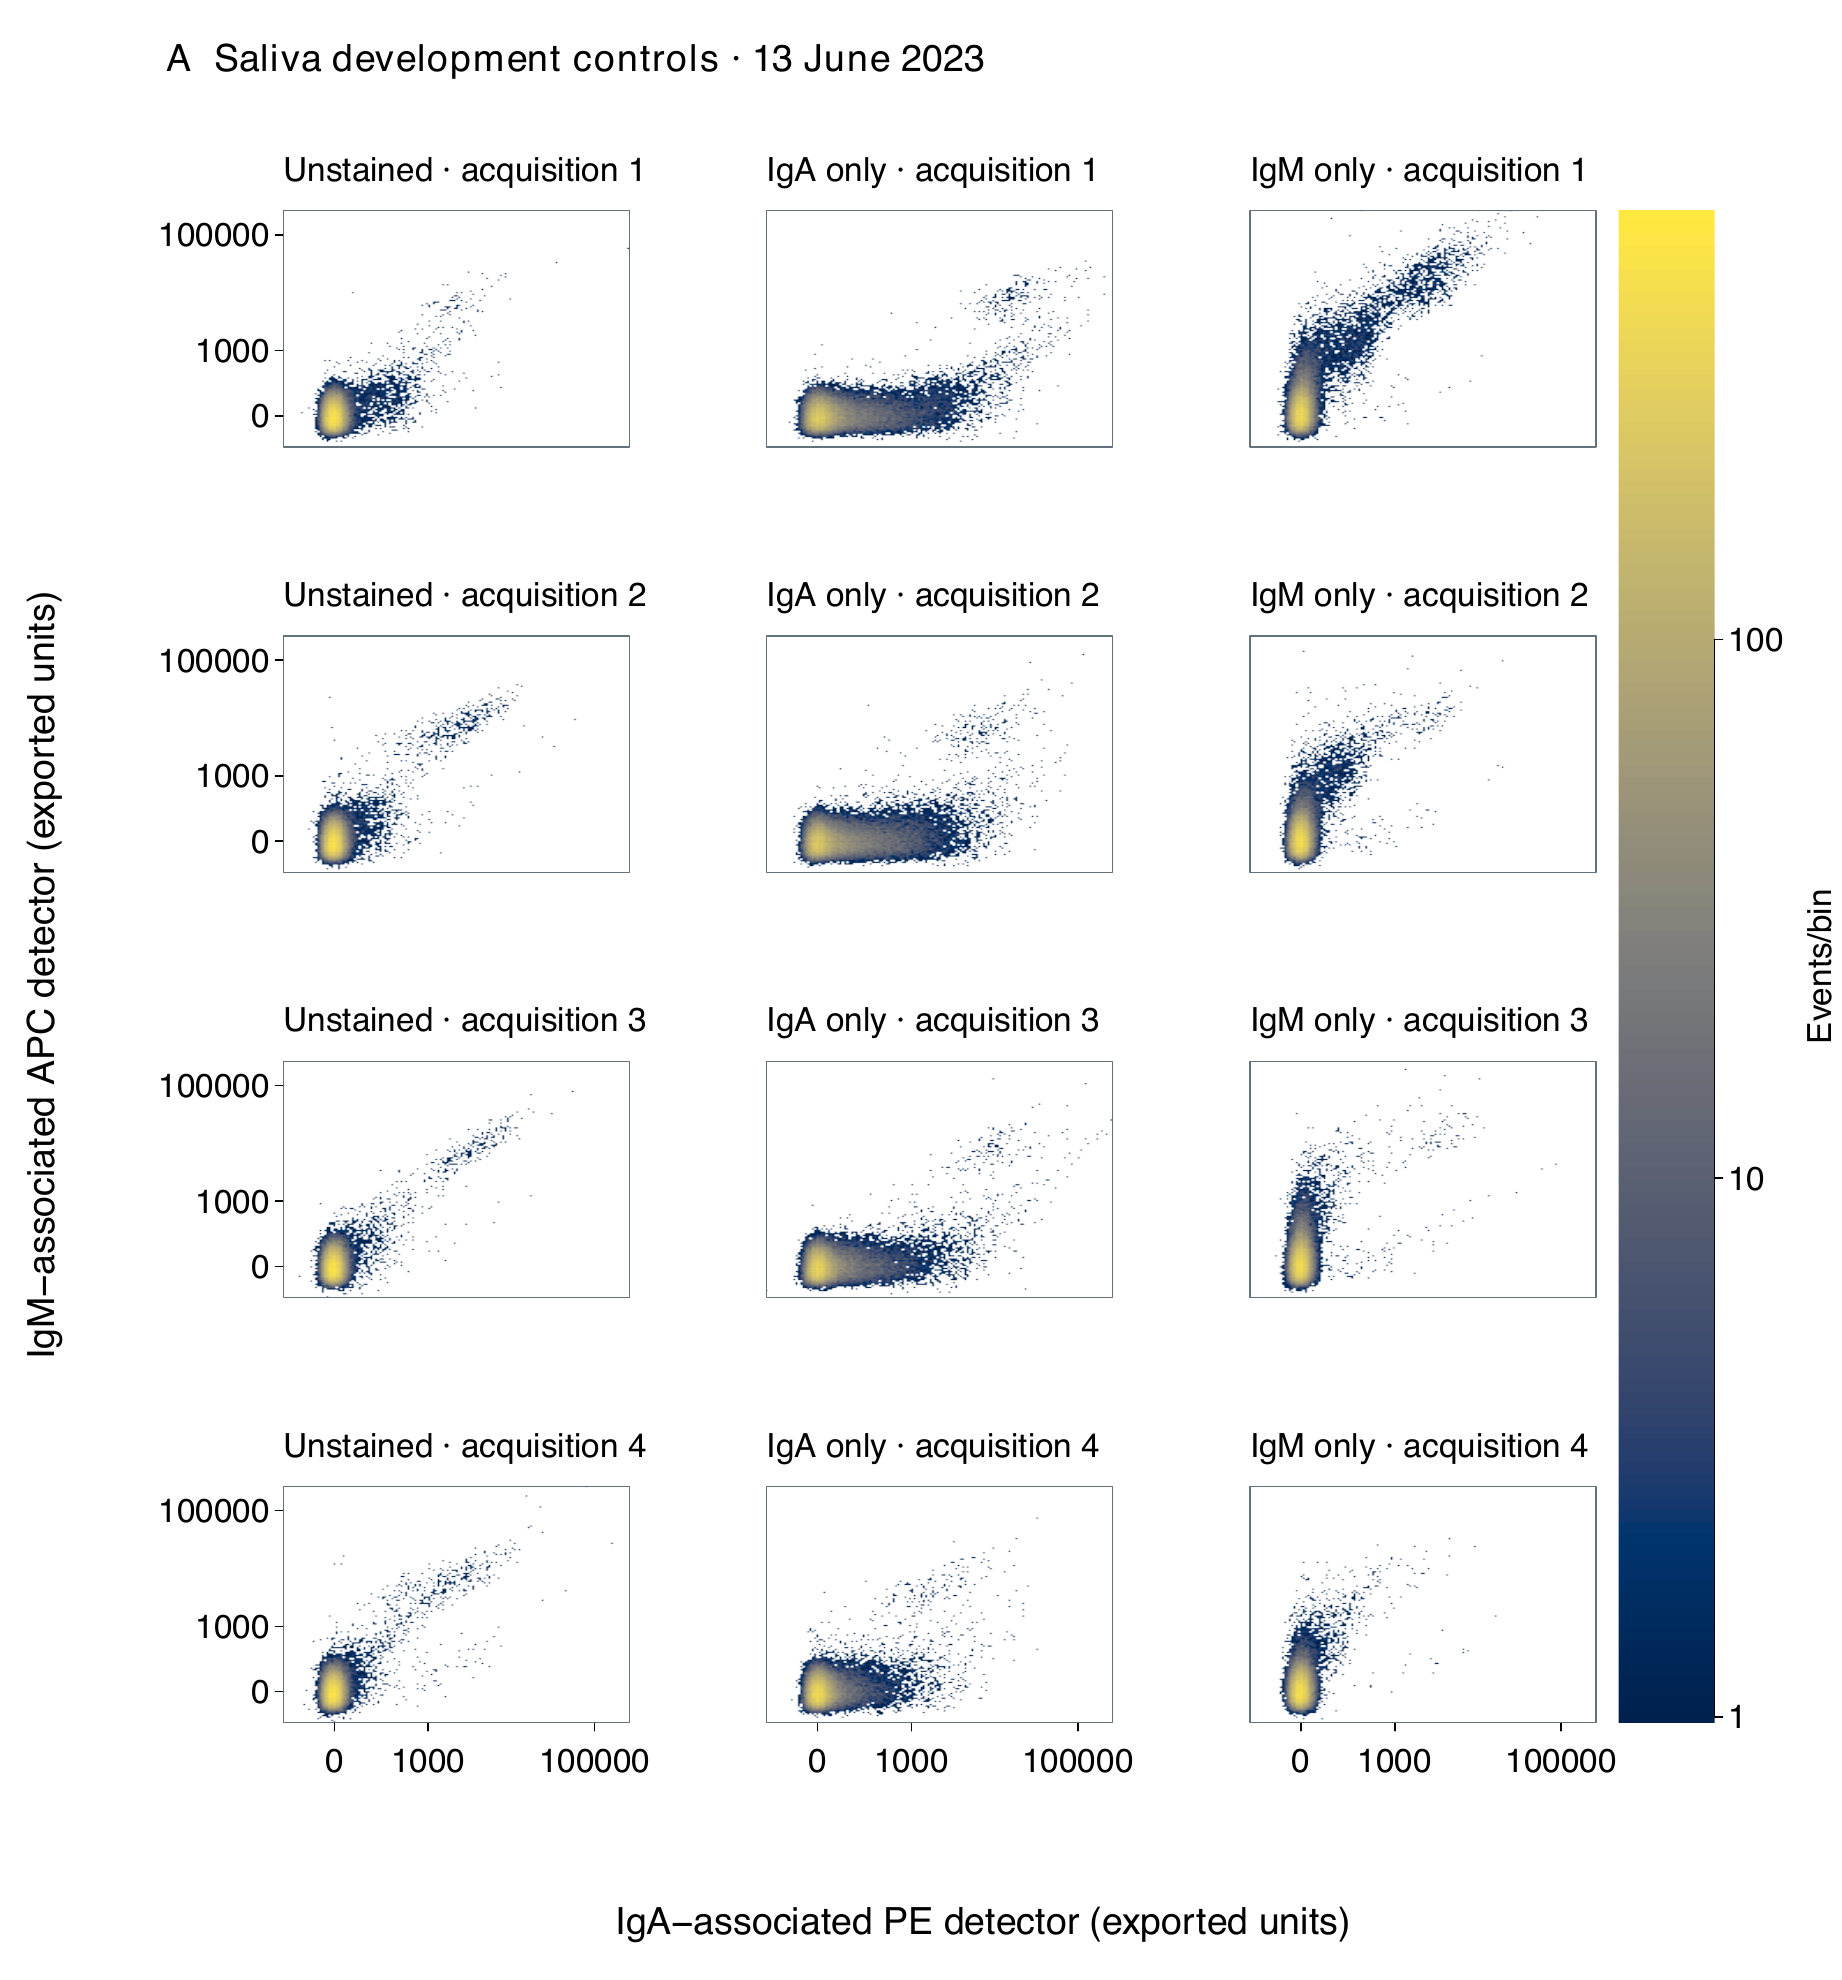 A Saliva development controls · 13 June 2023
Unstained · acquisition 1
IgA only · acquisition 1
IgM only · acquisition 1
100000
1000
0
Unstained · acquisition 2
IgA only · acquisition 2
IgM only · acquisition 2
100000
1000
0
Unstained · acquisition 3
IgA only · acquisition 3
IgM only · acquisition 3
100000
1000
0
Unstained · acquisition 4
IgA only · acquisition 4
IgM only · acquisition 4
100000
1000
0
0 1000 100000
0 1000 100000
0 1000 100000
IgA−associated PE detector (exported units)
IgM−associated APC detector (exported units)
100
10
1
Events/bin